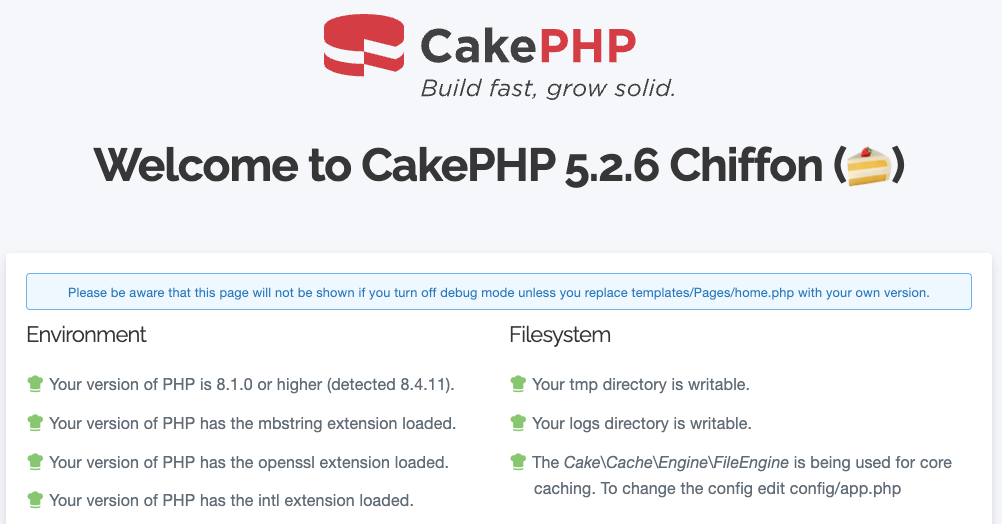 CakePHP
Build fast, grow solid.
Welcome to CakePHP 5.2.6 Chiffon (🍰)
Please be aware that this page will not be shown if you turn off debug mode unless you replace templates/Pages/home.php with your own version.
Environment
Your version of PHP is 8.1.0 or higher (detected 8.4.11).
Your version of PHP has the mbstring extension loaded.
Your version of PHP has the openssl extension loaded.
Your version of PHP has the intl extension loaded.
Filesystem
Your tmp directory is writable.
Your logs directory is writable.
The Cake\Cache\Engine\FileEngine is being used for core
caching. To change the config edit config/app.php